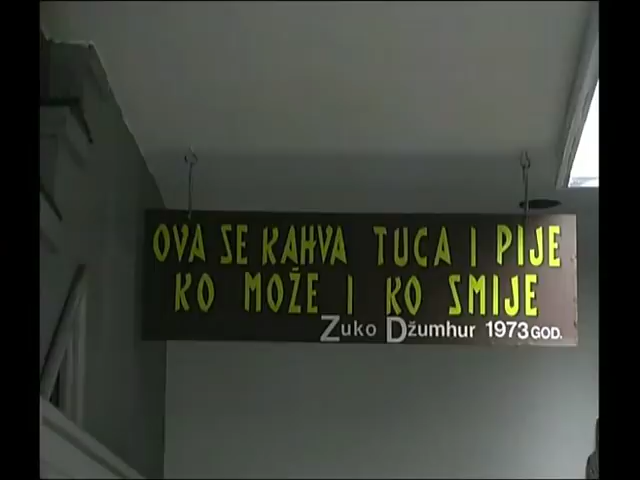 OVA SE KAHVA TUCA I PIJE
KO MOŽE I KO SMIJE
Zuko Džumhur 1973 GOD.